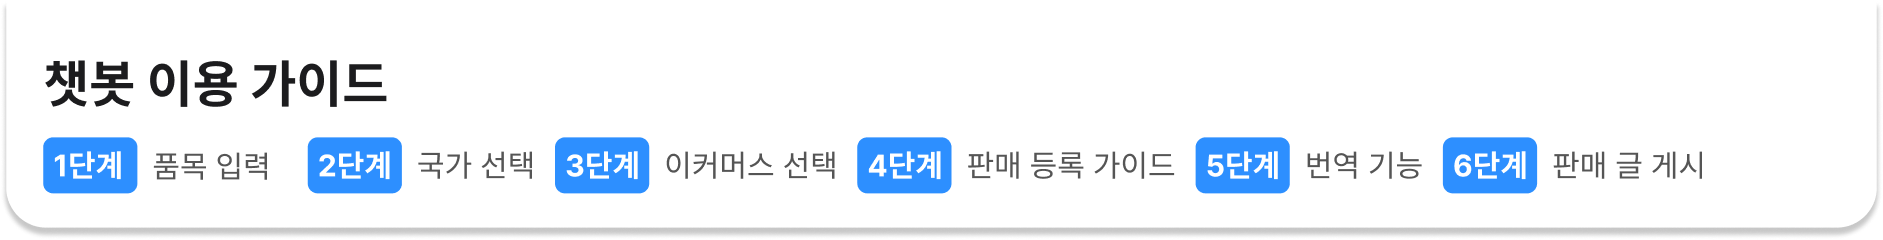 챗봇 이용 가이드
1단계 품목 입력 2단계 국가 선택 3단계 이커머스 선택 4단계 판매 등록 가이드 5단계 번역 기능 6단계 판매 글 게시